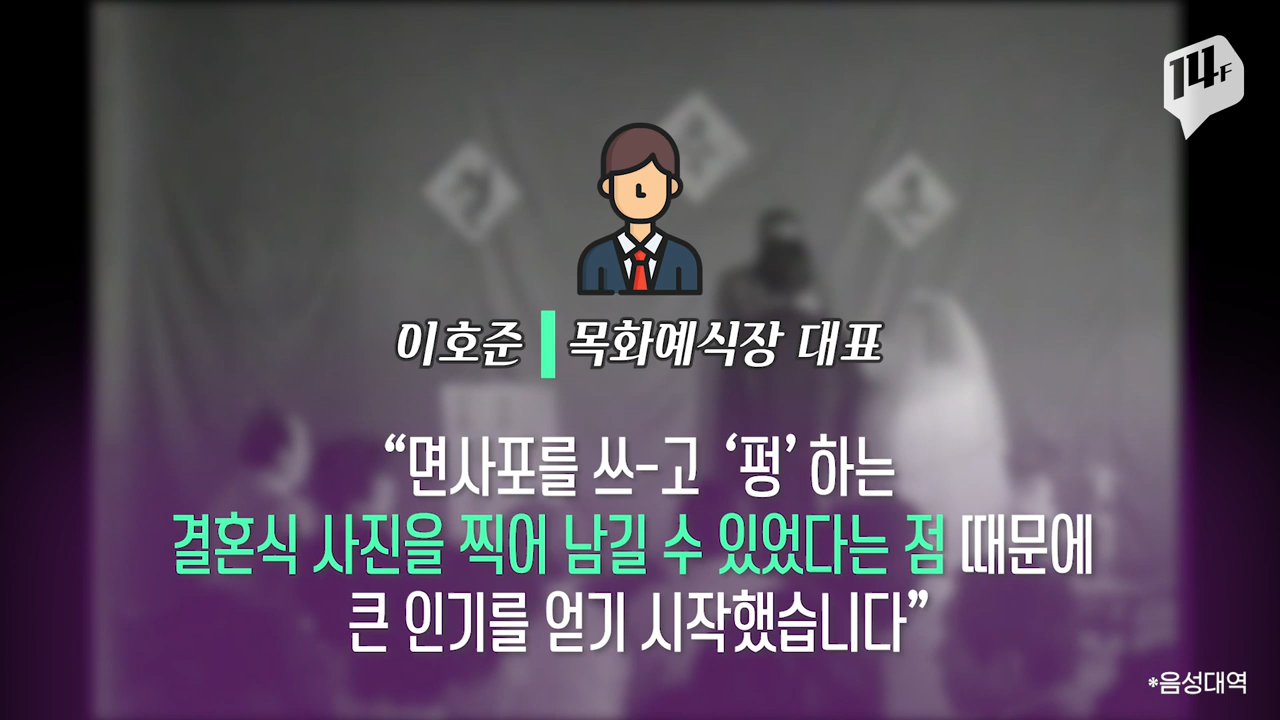 14F
이호준 목화예식장 대표
“면사포를 쓰-고 ‘펑’ 하는
결혼식 사진을 찍어 남길 수 있었다는 점 때문에
큰 인기를 얻기 시작했습니다”
*음성대역